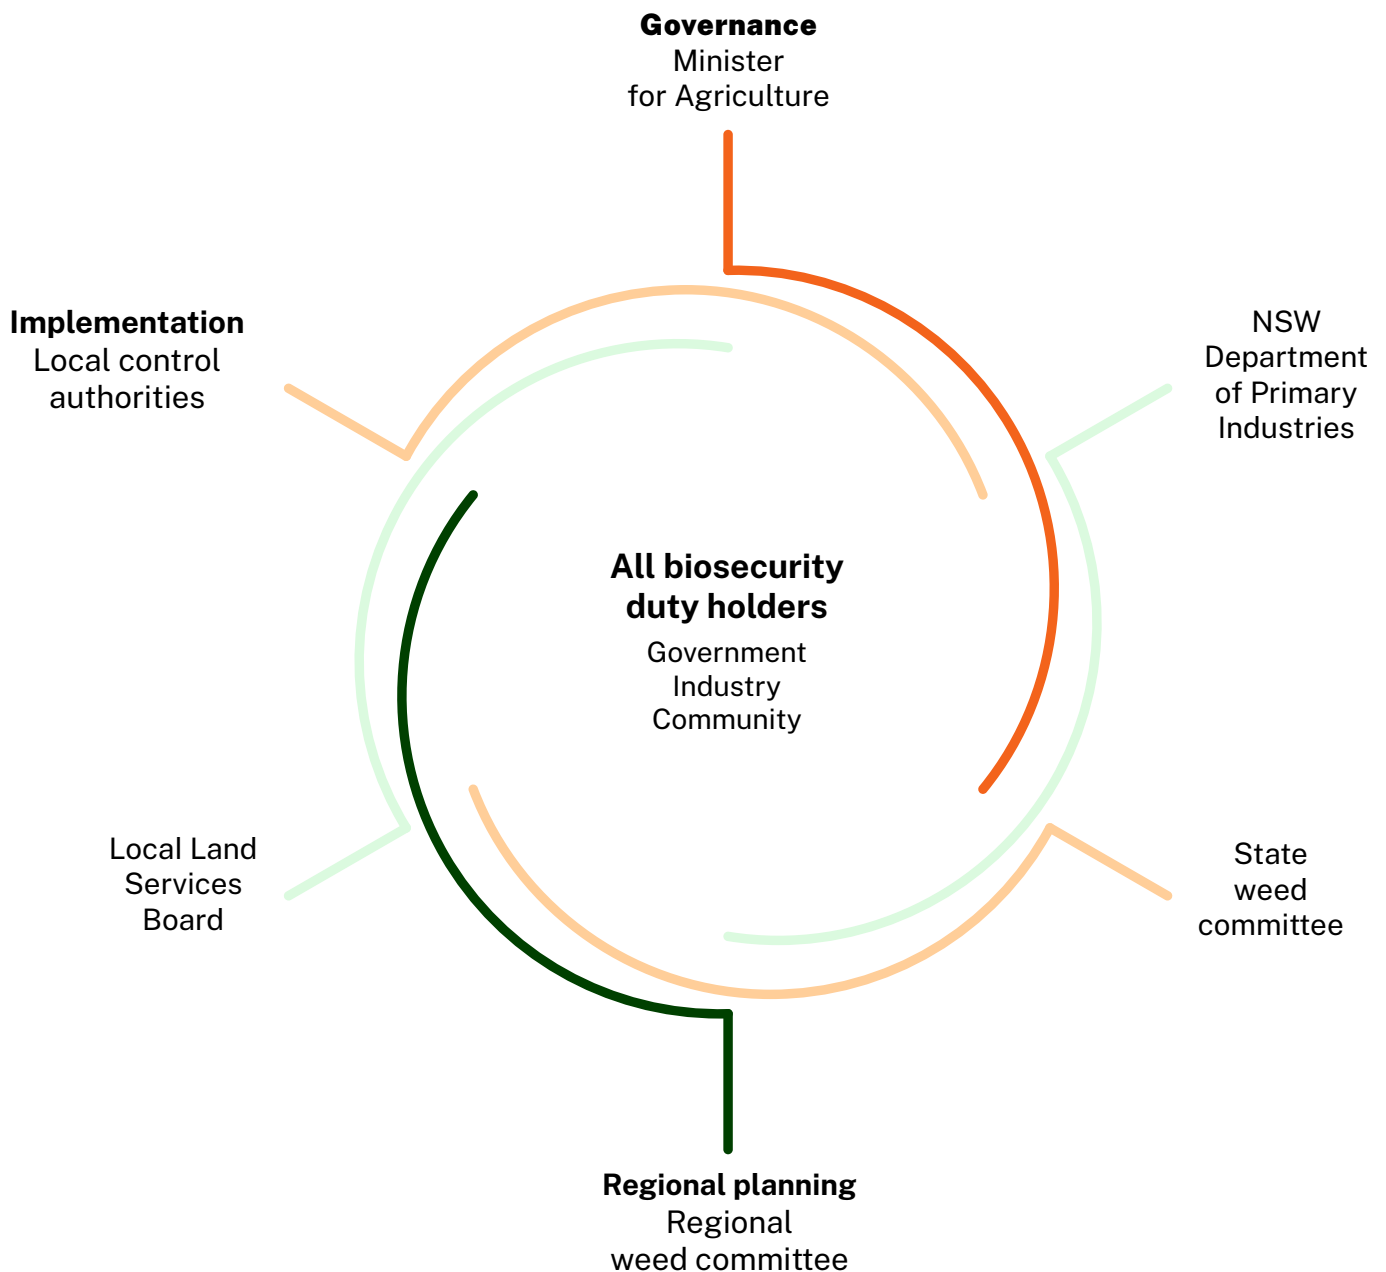 Governance
Minister
for Agriculture
Implementation
Local control
authorities
NSW
Department
of Primary
Industries
All biosecurity
duty holders
Government
Industry
Community
Local Land
Services
Board
State
weed
committee
Regional planning
Regional
weed committee